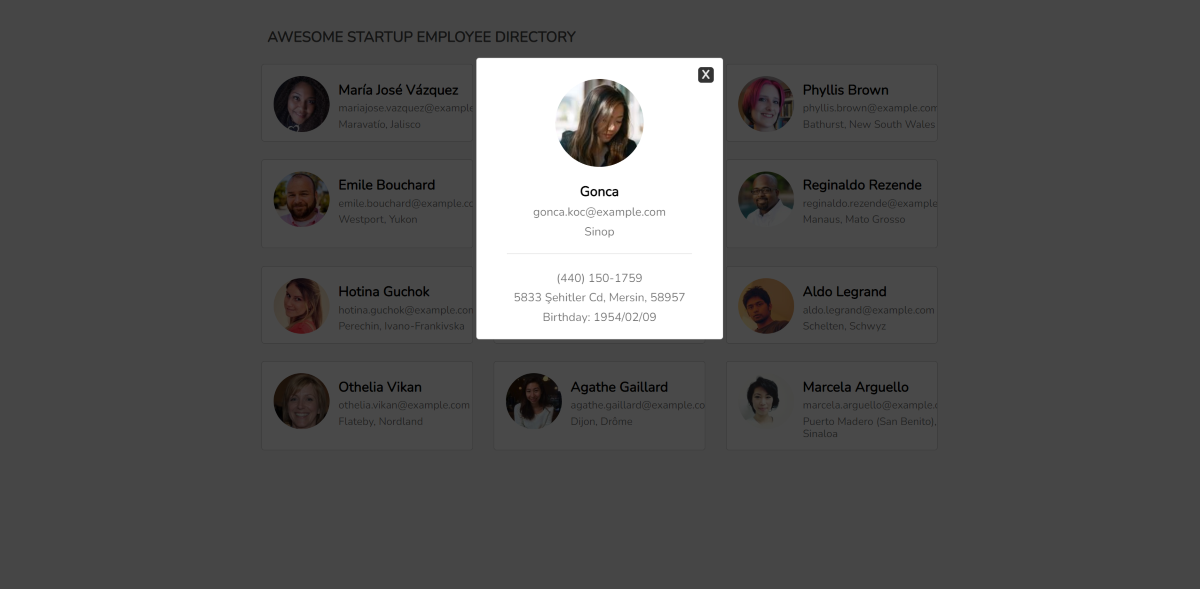 AWESOME STARTUP EMPLOYEE DIRECTORY
X
Gonca
gonca.koc@example.com
Sinop
(440) 150-1759
5833 Şehitler Cd, Mersin, 58957
Birthday: 1954/02/09
María José Vázquez
mariajose.vazquez@example
Maravatío, Jalisco
Phyllis Brown
phyllis.brown@example.com
Bathurst, New South Wales
Emile Bouchard
emile.bouchard@example.co
Westport, Yukon
Reginaldo Rezende
reginaldo.rezende@example
Manaus, Mato Grosso
Hotina Guchok
hotina.guchok@example.com
Perechin, Ivano-Frankivska
Aldo Legrand
aldo.legrand@example.com
Schelten, Schwyz
Othelia Vikan
othelia.vikan@example.com
Flateby, Nordland
Agathe Gaillard
agathe.gaillard@example.co
Dijon, Drôme
Marcela Arguello
marcela.arguello@example.c
Puerto Madero (San Benito),
Sinaloa